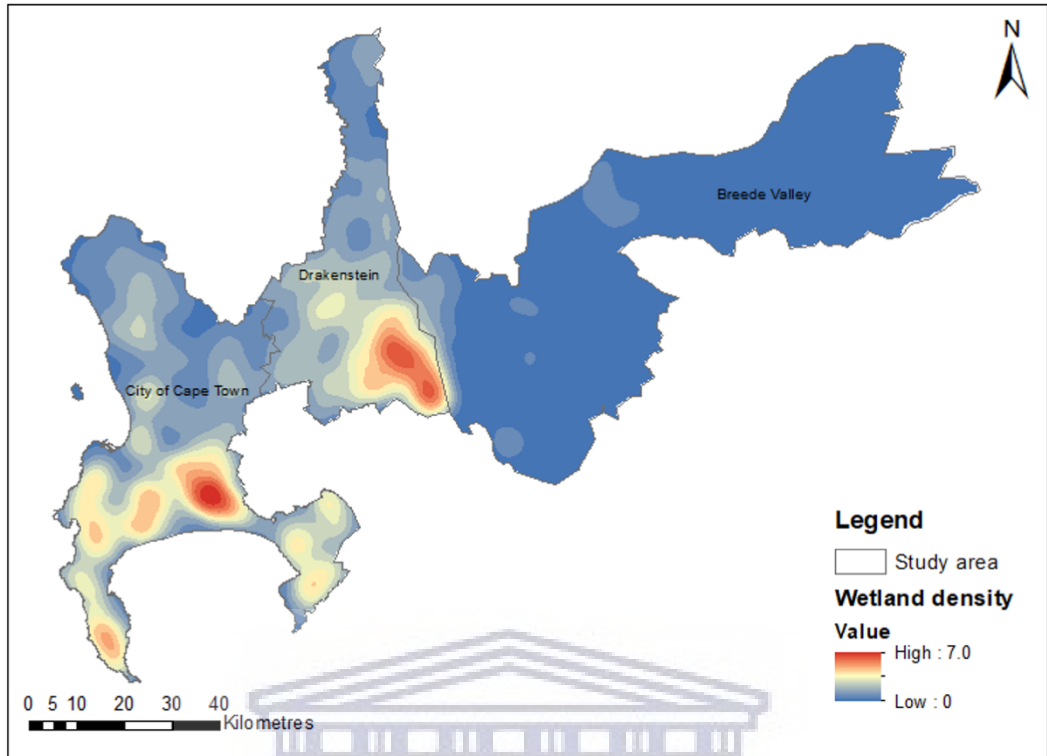 N
Breede Valley
Drakenstein
City of Cape Town
Legend
Study area
Wetland density
Value
High : 7.0
Low : 0
0 5 10 20 30 40
Kilometres